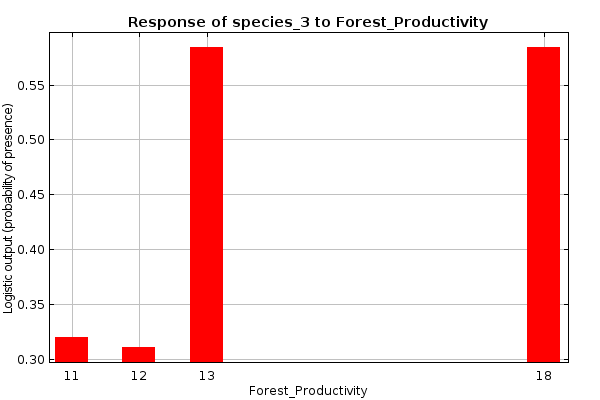 Response of species_3 to Forest_Productivity
Logistic output (probability of presence)
0.55
0.50
0.45
0.40
0.35
0.30
11 12 13 18
Forest_Productivity